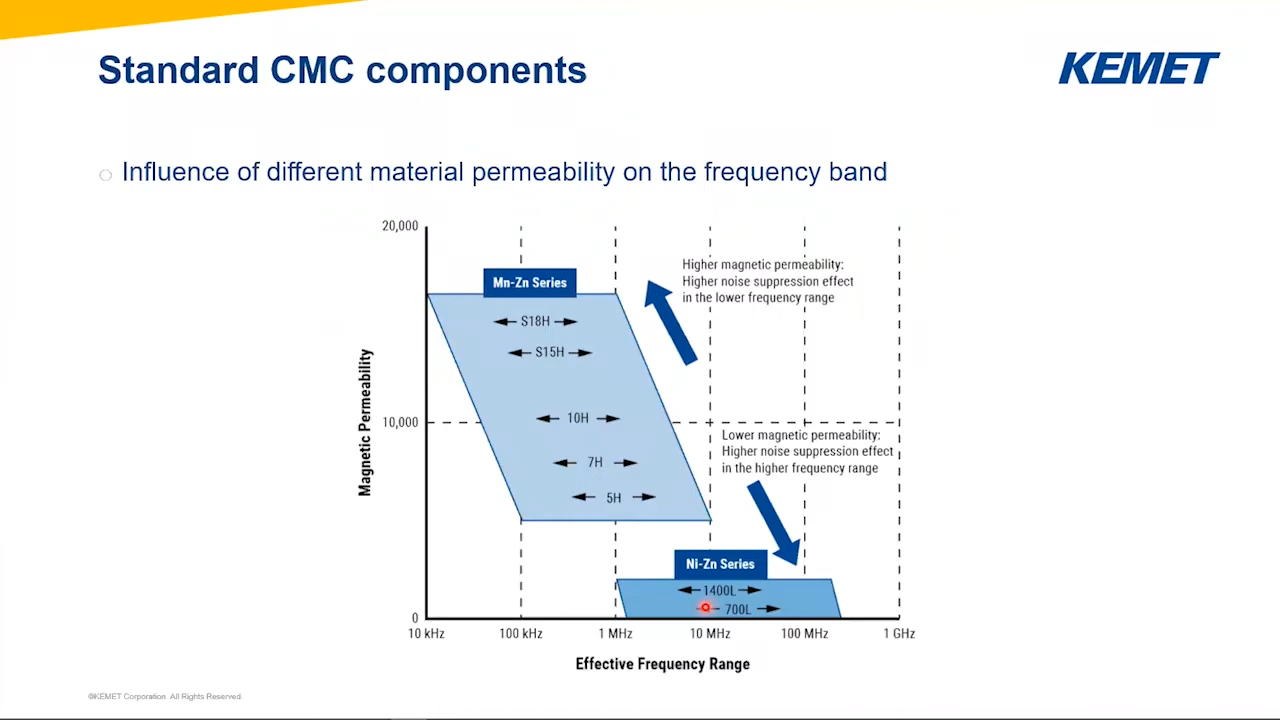 Standard CMC components
KEMET
Influence of different material permeability on the frequency band
20,000
Mn-Zn Series
Higher magnetic permeability:
Higher noise suppression effect
in the lower frequency range
S18H
S15H
Magnetic Permeability
10,000
10H
Lower magnetic permeability:
Higher noise suppression effect
in the higher frequency range
7H
5H
Ni-Zn Series
1400L
700L
0
10 kHz 100 kHz 1 MHz 10 MHz 100 MHz 1 GHz
Effective Frequency Range
©KEMET Corporation. All Rights Reserved.